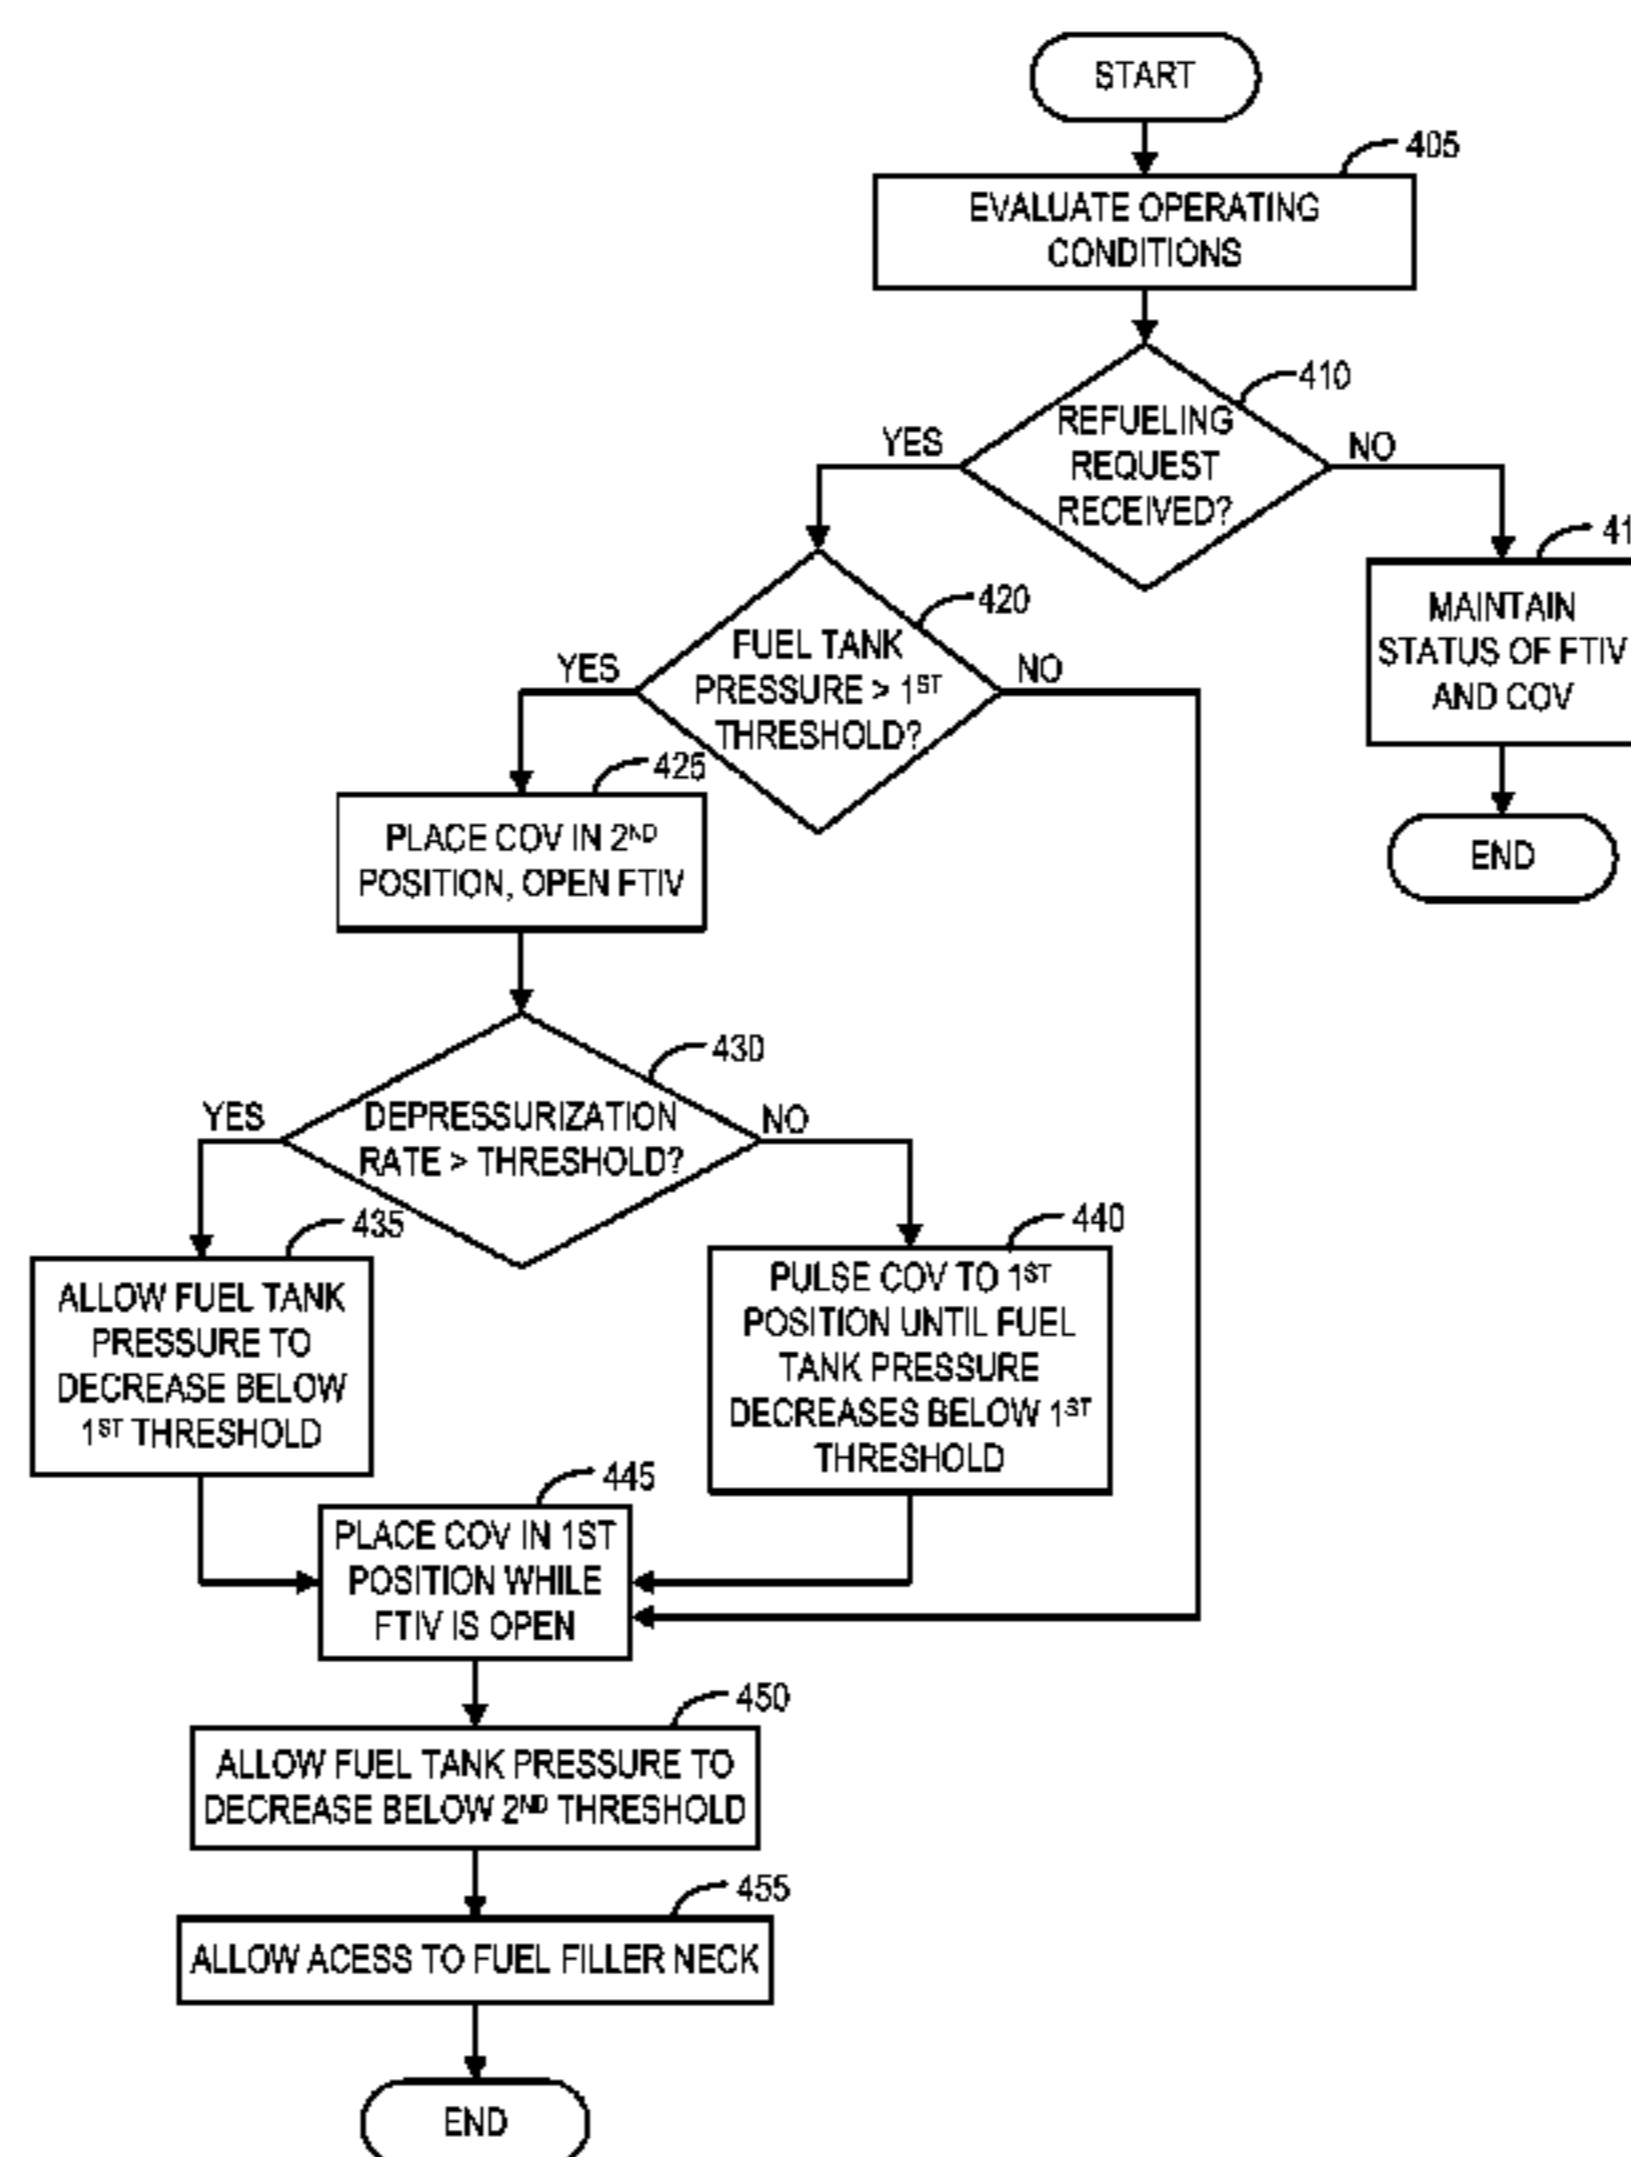 START
405
EVALUATE OPERATING
CONDITIONS
410
REFUELING
REQUEST
RECEIVED?
YES
NO
41
MAINTAIN
STATUS OF FTIV
AND COV
END
420
FUEL TANK
PRESSURE > 1ST
THRESHOLD?
YES
NO
425
PLACE COV IN 2ND
POSITION, OPEN FTIV
430
DEPRESSURIZATION
RATE > THRESHOLD?
YES
NO
435
ALLOW FUEL TANK
PRESSURE TO
DECREASE BELOW
1ST THRESHOLD
440
PULSE COV TO 1ST
POSITION UNTIL FUEL
TANK PRESSURE
DECREASES BELOW 1ST
THRESHOLD
445
PLACE COV IN 1ST
POSITION WHILE
FTIV IS OPEN
450
ALLOW FUEL TANK PRESSURE TO
DECREASE BELOW 2ND THRESHOLD
455
ALLOW ACESS TO FUEL FILLER NECK
END